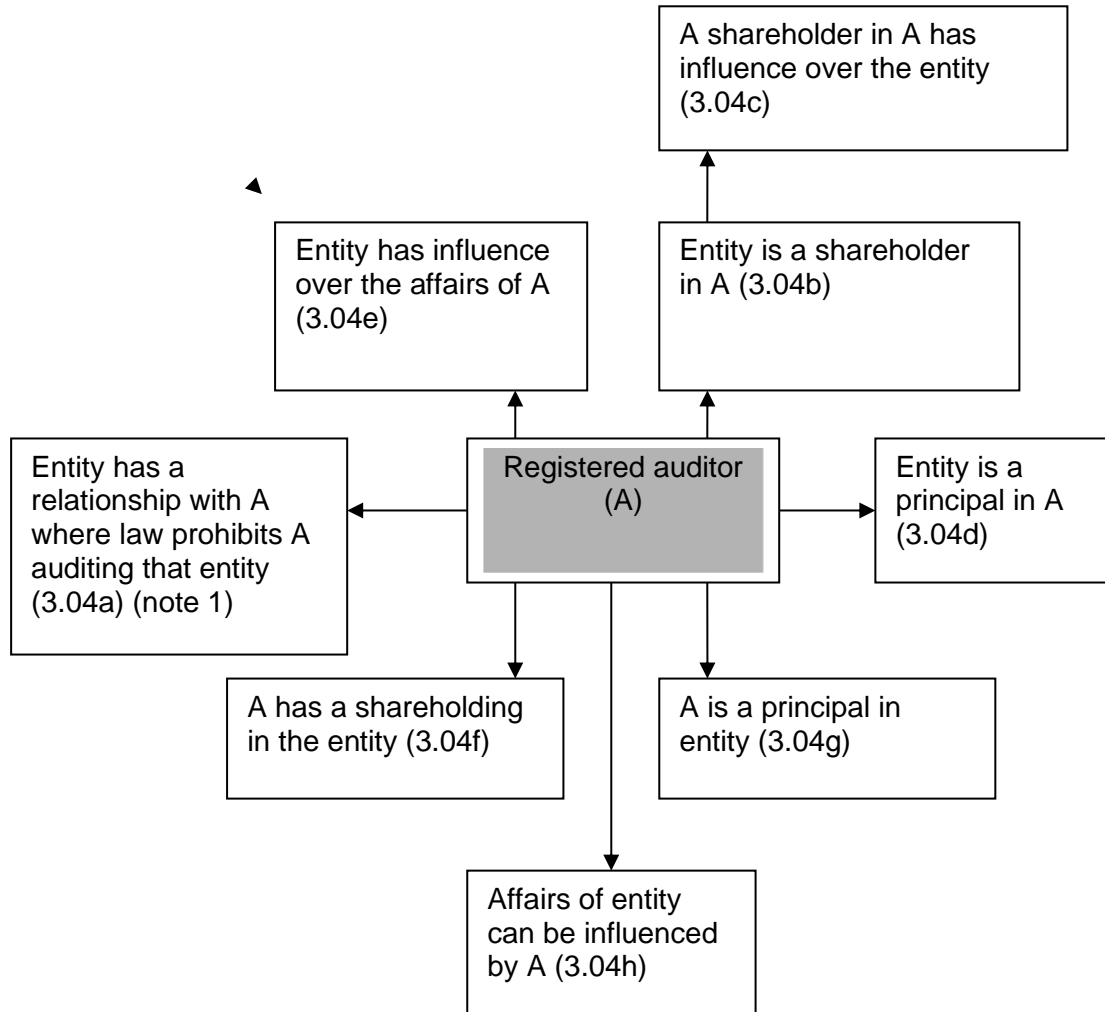 A shareholder in A has
influence over the entity
(3.04c)
Entity has influence
over the affairs of A
(3.04e)
Entity is a shareholder
in A (3.04b)
Entity has a
relationship with A
where law prohibits A
auditing that entity
(3.04a) (note 1)
Registered auditor
(A)
Entity is a
principal in A
(3.04d)
A has a shareholding
in the entity (3.04f)
A is a principal in
entity (3.04g)
Affairs of entity
can be influenced
by A (3.04h)